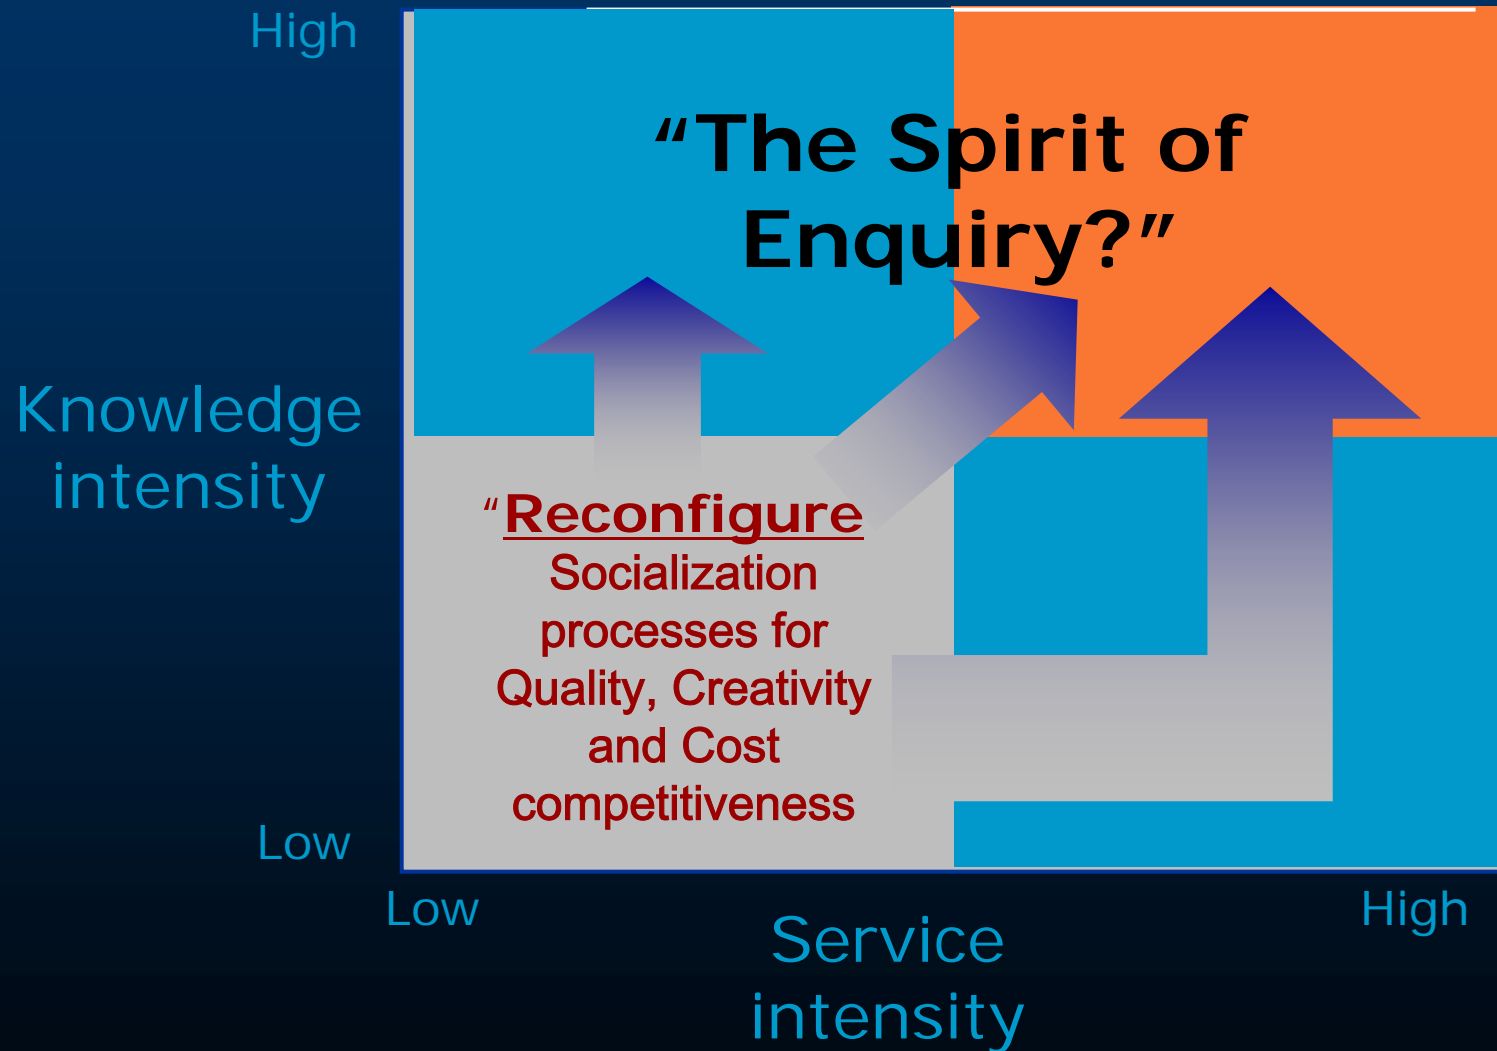 High
“The Spirit of
Enquiry?”
Knowledge
intensity
“Reconfigure
Socialization
processes for
Quality, Creativity
and Cost
competitiveness
Low
Low
High
Service
intensity